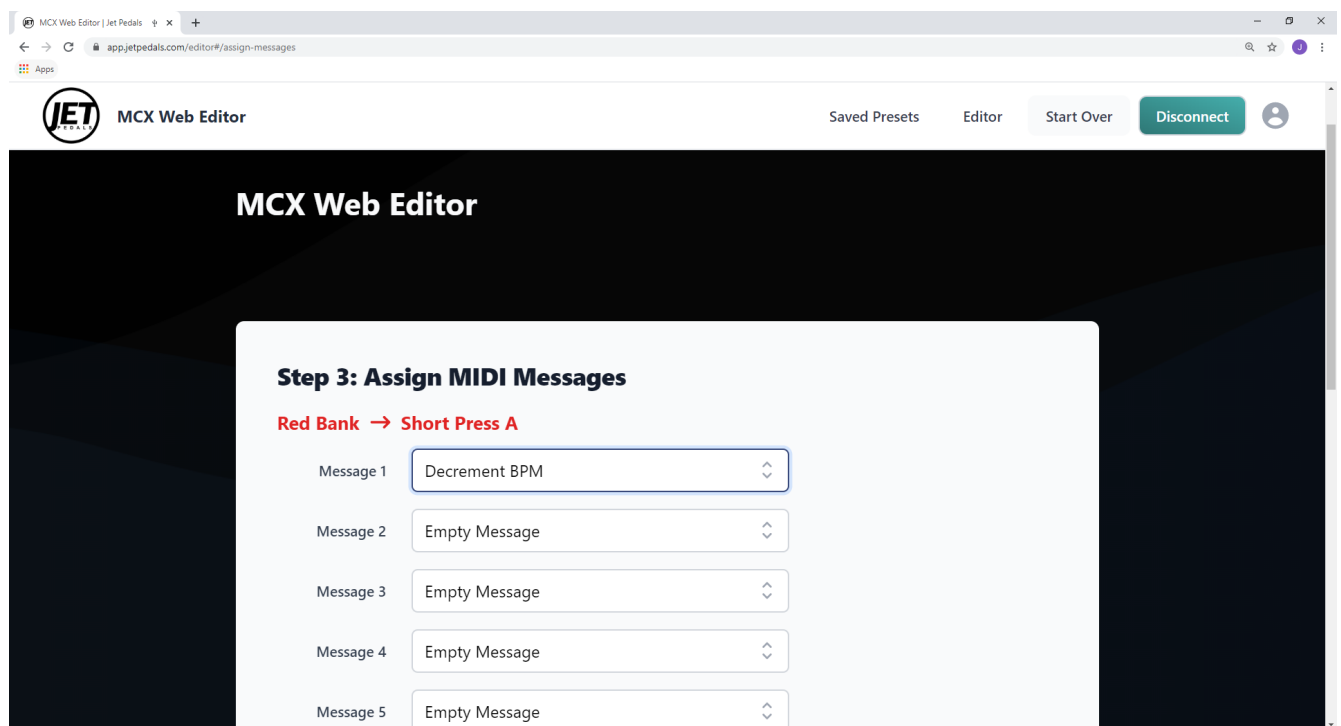 MCX Web Editor | Jet Pedals
app.jetpedals.com/editor#/assign-messages
J
Apps
JET
PEDALS
MCX Web Editor
Saved Presets
Editor
Start Over
Disconnect
MCX Web Editor
Step 3: Assign MIDI Messages
Red Bank → Short Press A
Message 1 Decrement BPM
Message 2 Empty Message
Message 3 Empty Message
Message 4 Empty Message
Message 5 Empty Message